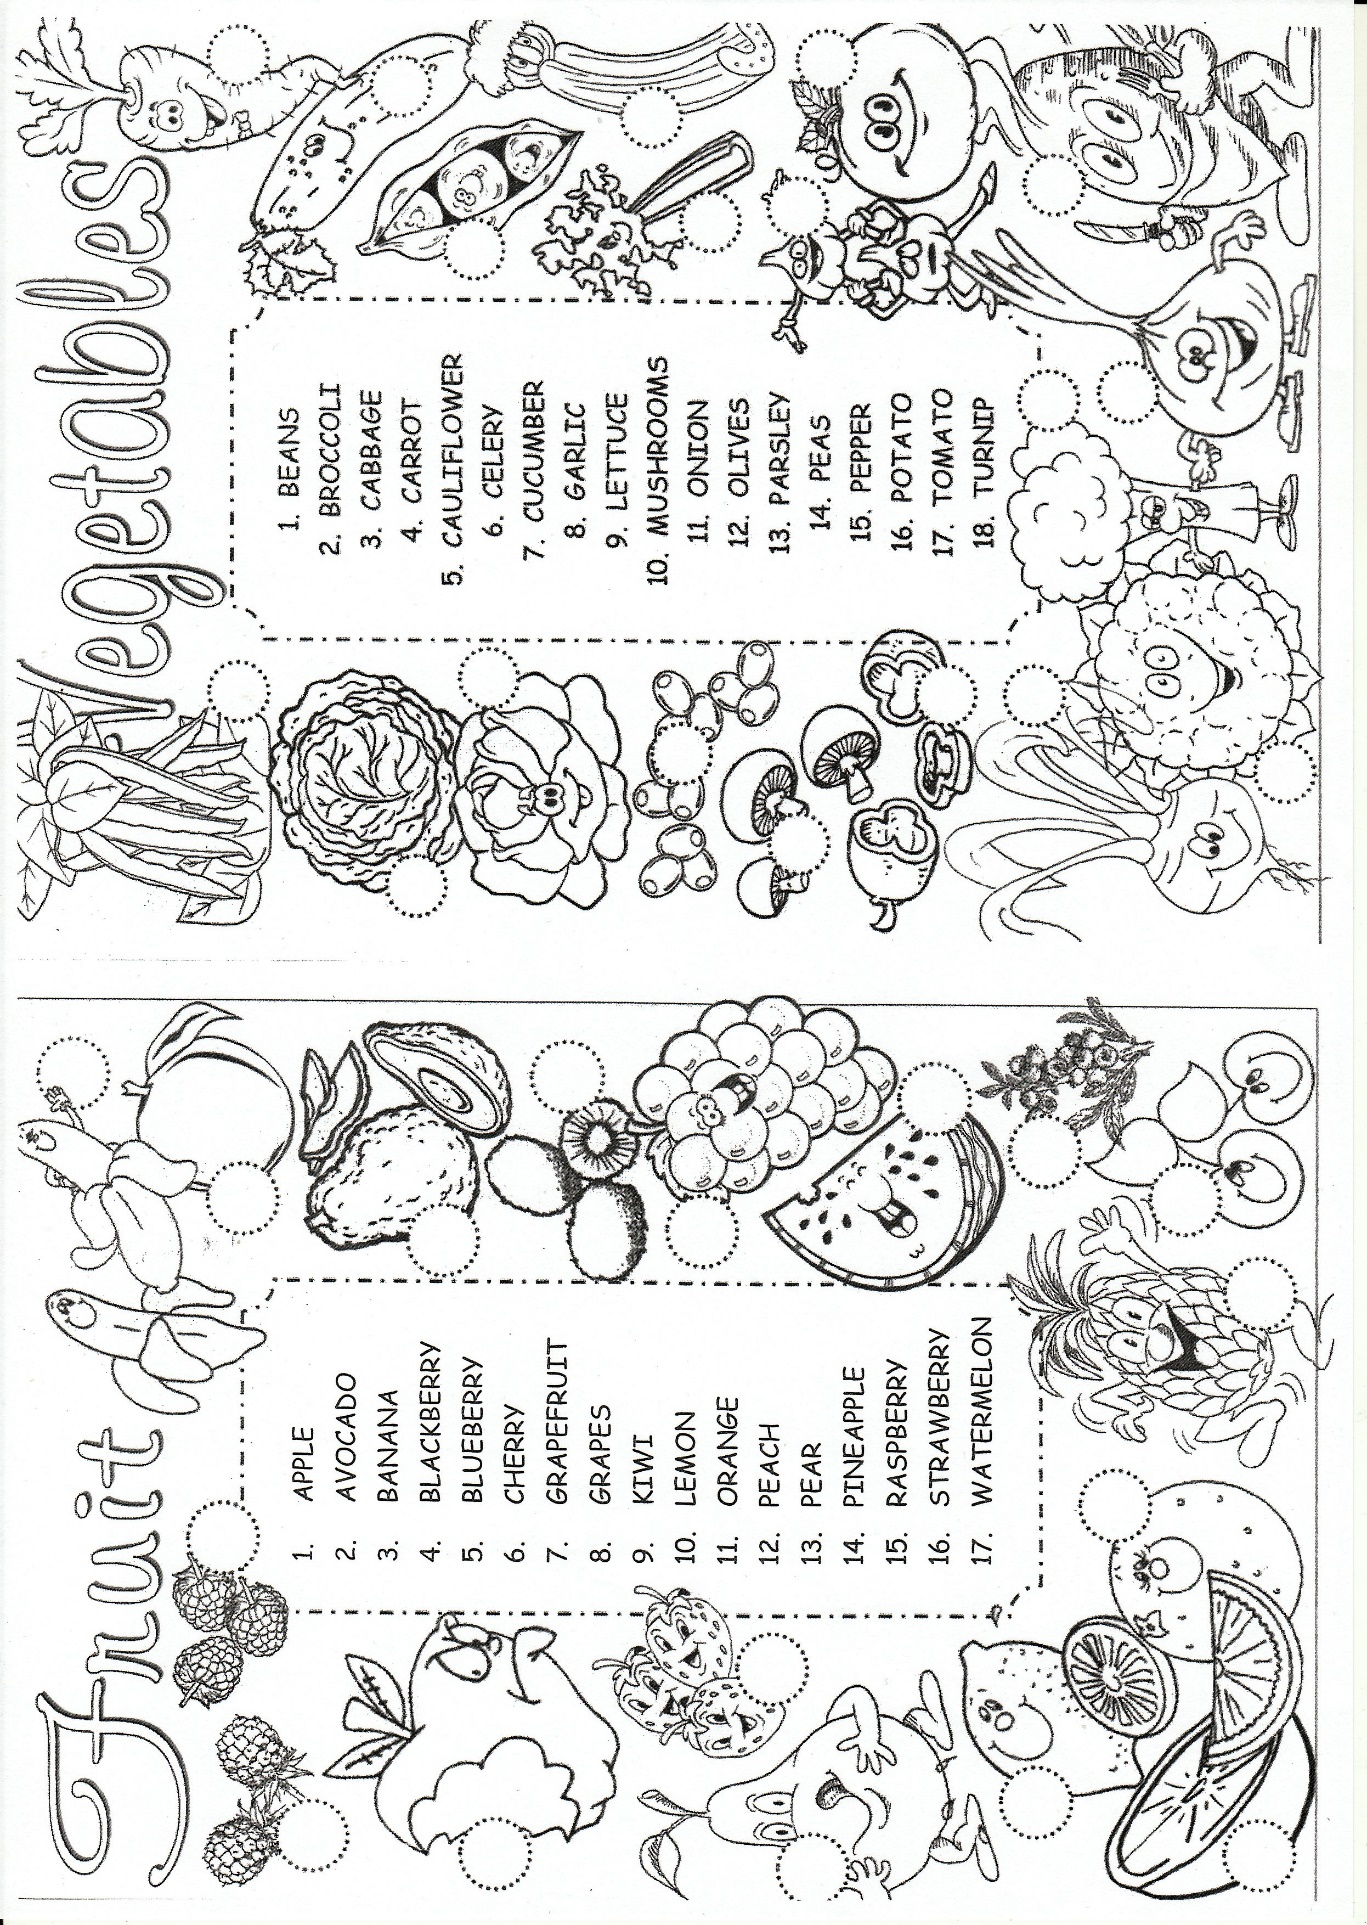 Fruit
1. APPLE
2. AVOCADO
3. BANANA
4. BLACKBERRY
5. BLUEBERRY
6. CHERRY
7. GRAPEFRUIT
8. GRAPES
9. KIWI
10. LEMON
11. ORANGE
12. PEACH
13. PEAR
14. PINEAPPLE
15. RASPBERRY
16. STRAWBERRY
17. WATERMELON
Vegetables
1. BEANS
2. BROCCOLI
3. CABBAGE
4. CARROT
5. CAULIFLOWER
6. CELERY
7. CUCUMBER
8. GARLIC
9. LETTUCE
10. MUSHROOMS
11. ONION
12. OLIVES
13. PARSLEY
14. PEAS
15. PEPPER
16. POTATO
17. TOMATO
18. TURNIP